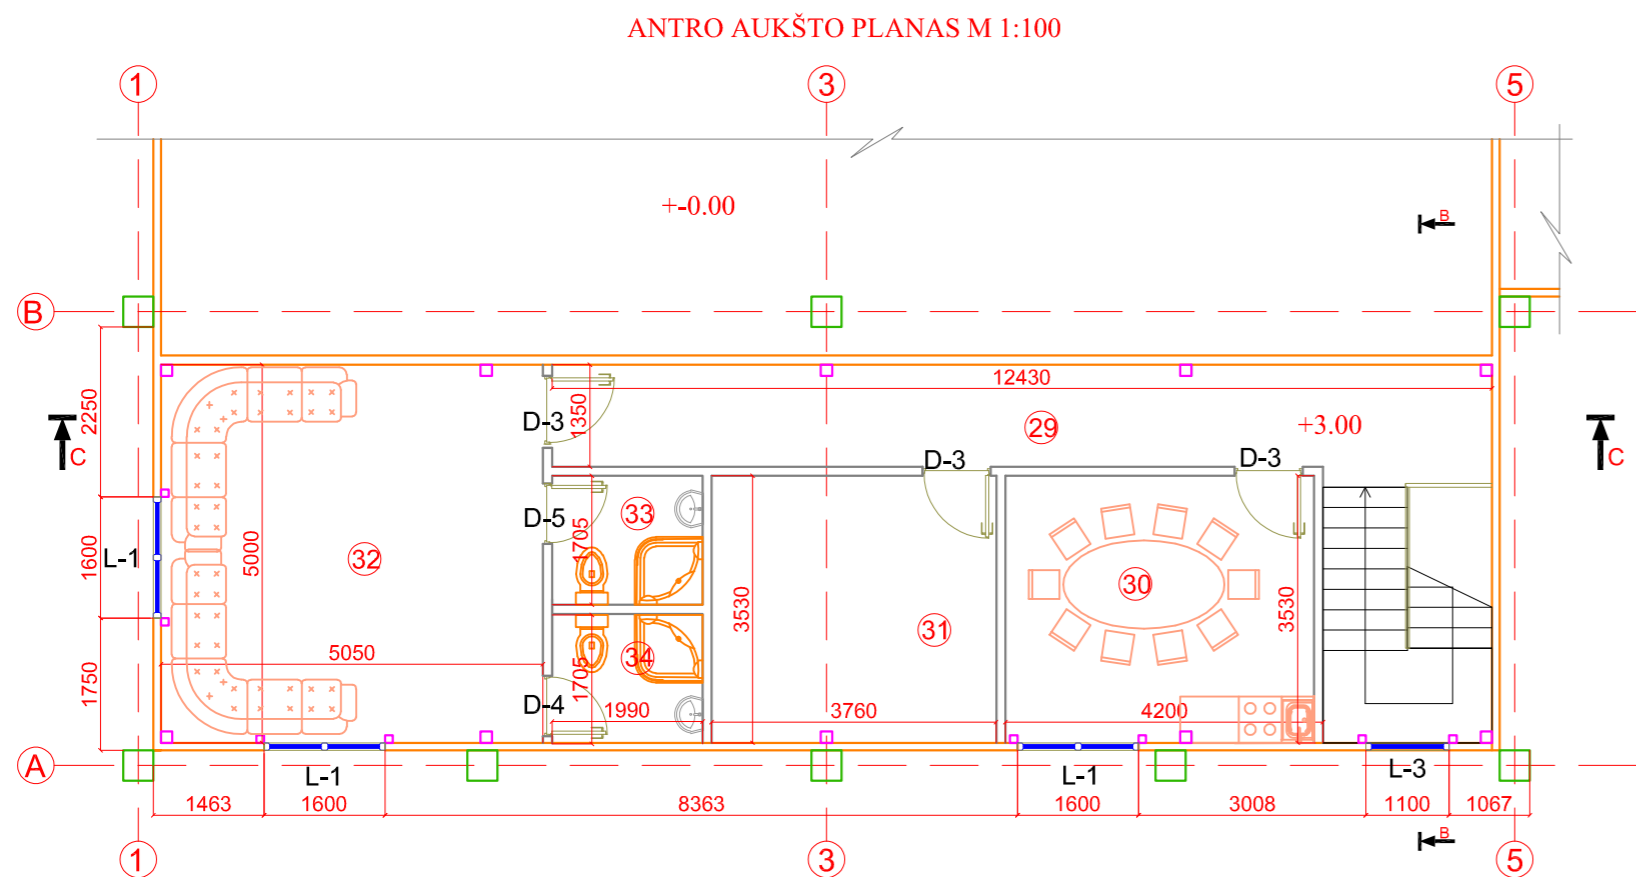 ANTRO AUKŠTO PLANAS M 1:100
1
3
5
+-0.00
B
B
12430
2250
1350
D-3
29
+3.00
C
C
D-3
D-3
33
D-5
1705
L-1
1600
5000
32
30
3530
3530
31
34
5050
1705
1750
D-4
1990
3760
4200
A
L-1
L-1
L-3
1463
1600
8363
1600
3008
1100
1067
B
1
3
5